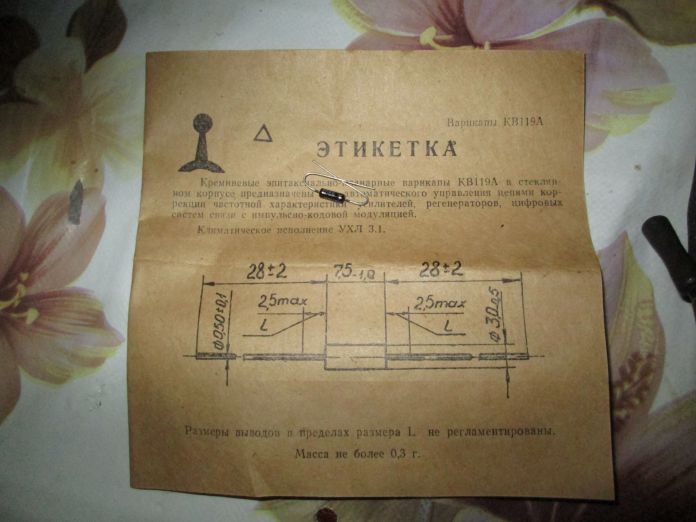 Варикапы КВ119А
ЭТИКЕТКА
Кремниевые эпитаксиально-планарные варикапы КВ119А в стеклян-
ном корпусе предназначены автоматического управления цепями кор-
рекции частотной характеристики усилителей, регенераторов, цифровых
систем связи с импульсно-кодовой модуляцией.
Климатическое исполнение УХЛ 3.1.
28±2 7,5-1,0 28±2
2,5max 2,5max
L L
Ф0,50±0,1
Ф3,0-0,5
Размеры выводов в пределах размера L не регламентированы.
Масса не более 0,3 г.